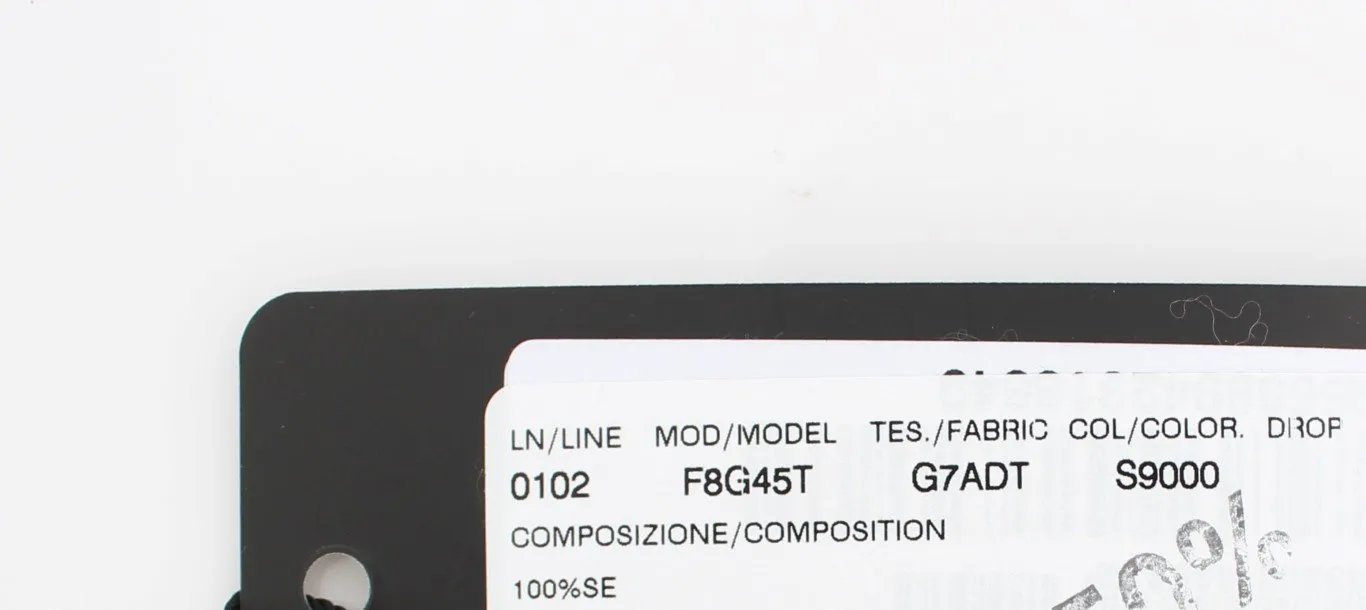 LN/LINE MOD/MODEL TES./FABRIC COL/COLOR. DROP
0102 F8G45T G7ADT S9000
COMPOSIZIONE/COMPOSITION
100%SE